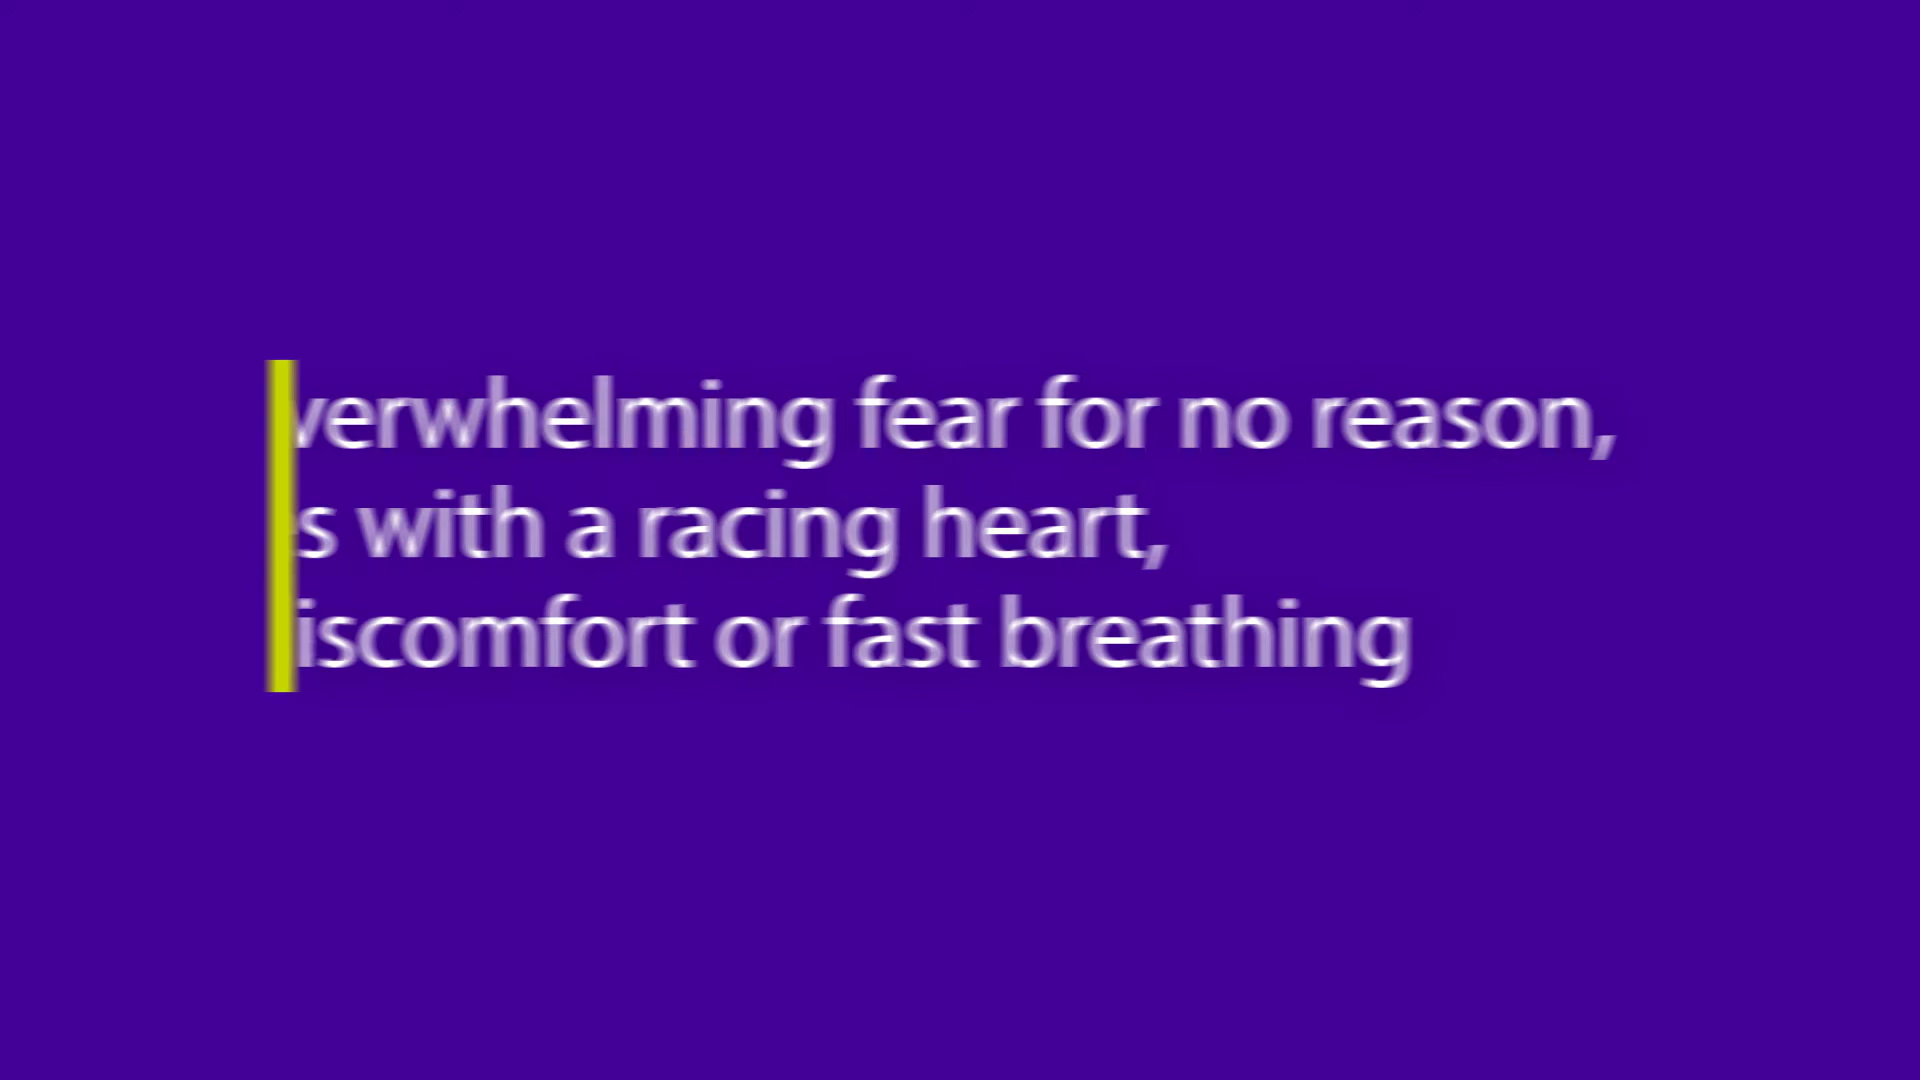 verwhelming fear for no reason,
s with a racing heart,
iscomfort or fast breathing